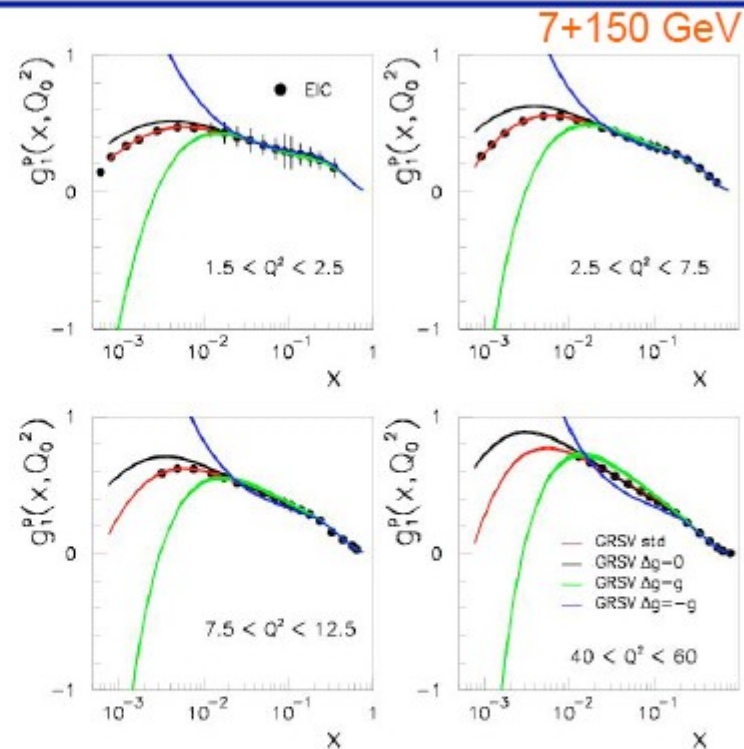 7+150 GeV
g₁ᵖ(x,Q₀²)
1
0
−1
● EIC
1.5 < Q² < 2.5
10⁻³ 10⁻² 10⁻¹ 1
X
g₁ᵖ(x,Q₀²)
1
0
−1
2.5 < Q² < 7.5
10⁻³ 10⁻² 10⁻¹
X
g₁ᵖ(x,Q₀²)
1
0
−1
7.5 < Q² < 12.5
10⁻³ 10⁻² 10⁻¹ 1
X
g₁ᵖ(x,Q₀²)
1
0
−1
GRSV std
GRSV Δg=0
GRSV Δg=g
GRSV Δg=−g
40 < Q² < 60
10⁻³ 10⁻² 10⁻¹
X